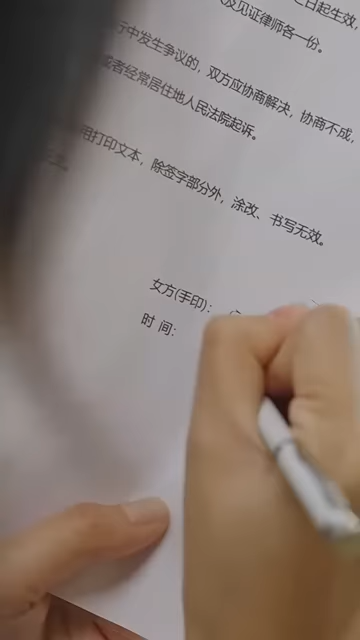 日起生效,
及见证律师各一份。
行中发生争议的，双方应协商解决，协商不成，
或者经常居住地人民法院起诉。
用打印文本，除签字部分外，涂改、书写无效。
女方(手印)：
时 间：